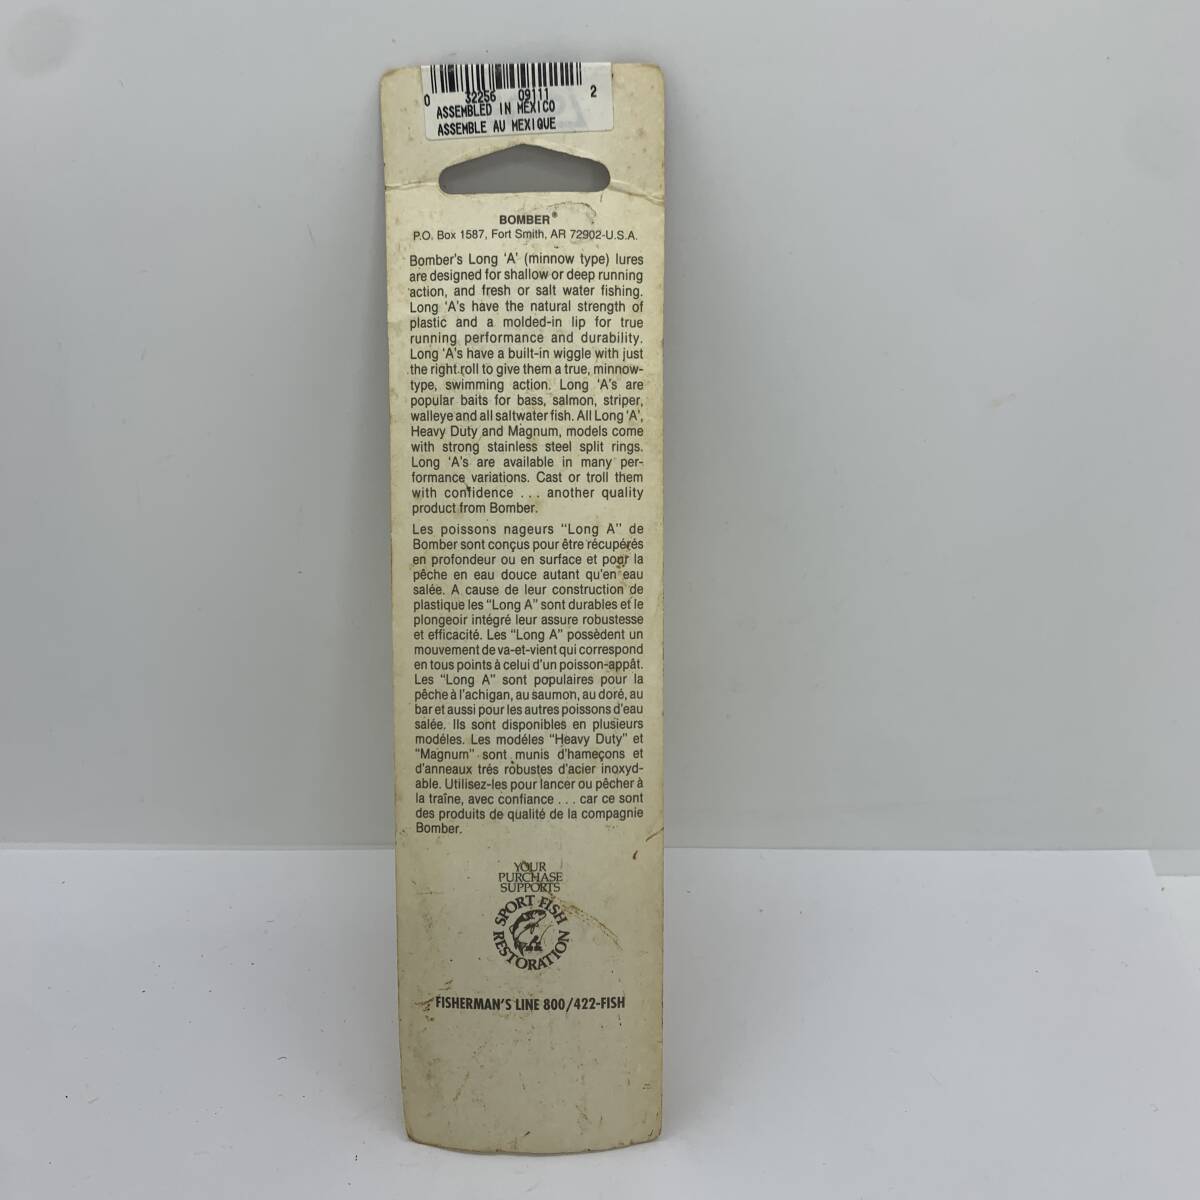 0 32256 09111 2
ASSEMBLED IN MEXICO
ASSEMBLE AU MEXIQUE
BOMBER®
P.O. Box 1587, Fort Smith, AR 72902-U.S.A.
Bomber's Long 'A' (minnow type) lures
are designed for shallow or deep running
action, and fresh or salt water fishing.
Long 'A's have the natural strength of
plastic and a molded-in lip for true
running performance and durability.
Long 'A's have a built-in wiggle with just
the right roll to give them a true, minnow-
type, swimming action. Long 'A's are
popular baits for bass, salmon, striper,
walleye and all saltwater fish. All Long 'A',
Heavy Duty and Magnum, models come
with strong stainless steel split rings.
Long 'A's are available in many per-
formance variations. Cast or troll them
with confidence . . . another quality
product from Bomber.
Les poissons nageurs "Long A" de
Bomber sont conçus pour être récupérés
en profondeur ou en surface et pour la
pêche en eau douce autant qu'en eau
salée. A cause de leur construction de
plastique les "Long A" sont durables et le
plongeoir intégré leur assure robustesse
et efficacité. Les "Long A" possèdent un
mouvement de va-et-vient qui correspond
en tous points à celui d'un poisson-appât.
Les "Long A" sont populaires pour la
pêche à l'achigan, au saumon, au doré, au
bar et aussi pour les autres poissons d'eau
salée. Ils sont disponibles en plusieurs
modéles. Les modéles "Heavy Duty" et
"Magnum" sont munis d'hameçons et
d'anneaux trés robustes d'acier inoxyd-
able. Utilisez-les pour lancer ou pêcher à
la traîne, avec confiance . . . car ce sont
des produits de qualité de la compagnie
Bomber.
YOUR
PURCHASE
SUPPORTS
SPORT FISH
RESTORATION
FISHERMAN'S LINE 800/422-FISH